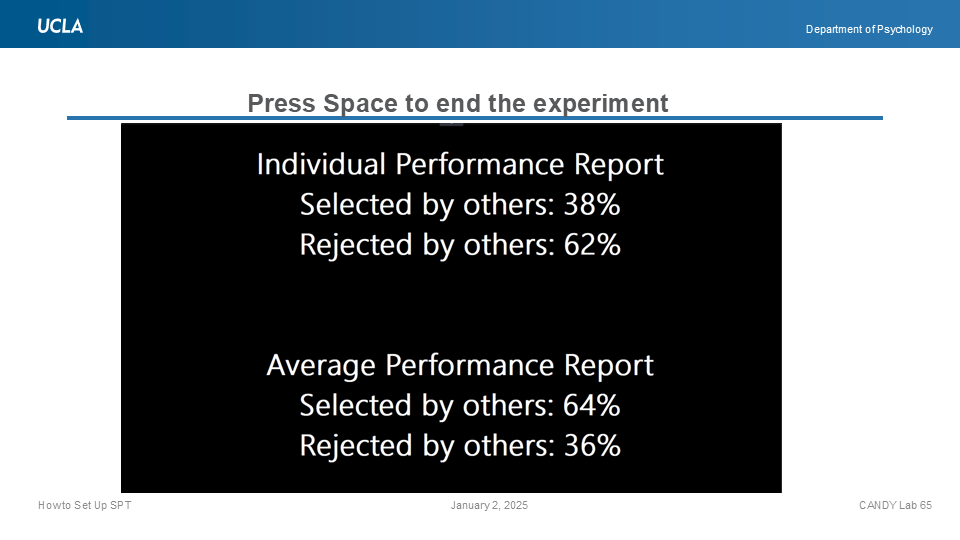 UCLA
Department of Psychology
Press Space to end the experiment
Individual Performance Report
Selected by others: 38%
Rejected by others: 62%
Average Performance Report
Selected by others: 64%
Rejected by others: 36%
Howto Set Up SPT
January 2, 2025
CANDY Lab 65